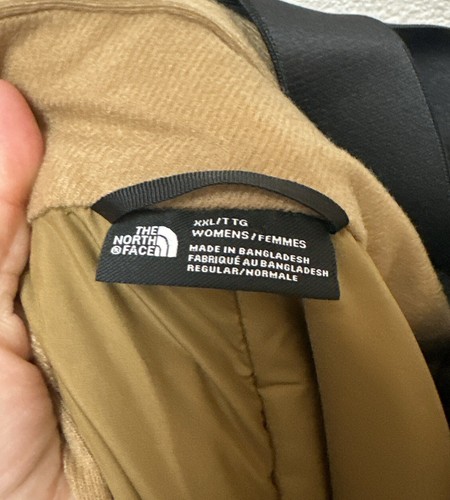 THE
NORTH
FACE
XXL/TTG
WOMENS/FEMMES
MADE IN BANGLADESH
FABRIQUÉ AU BANGLADESH
REGULAR/NORMALE